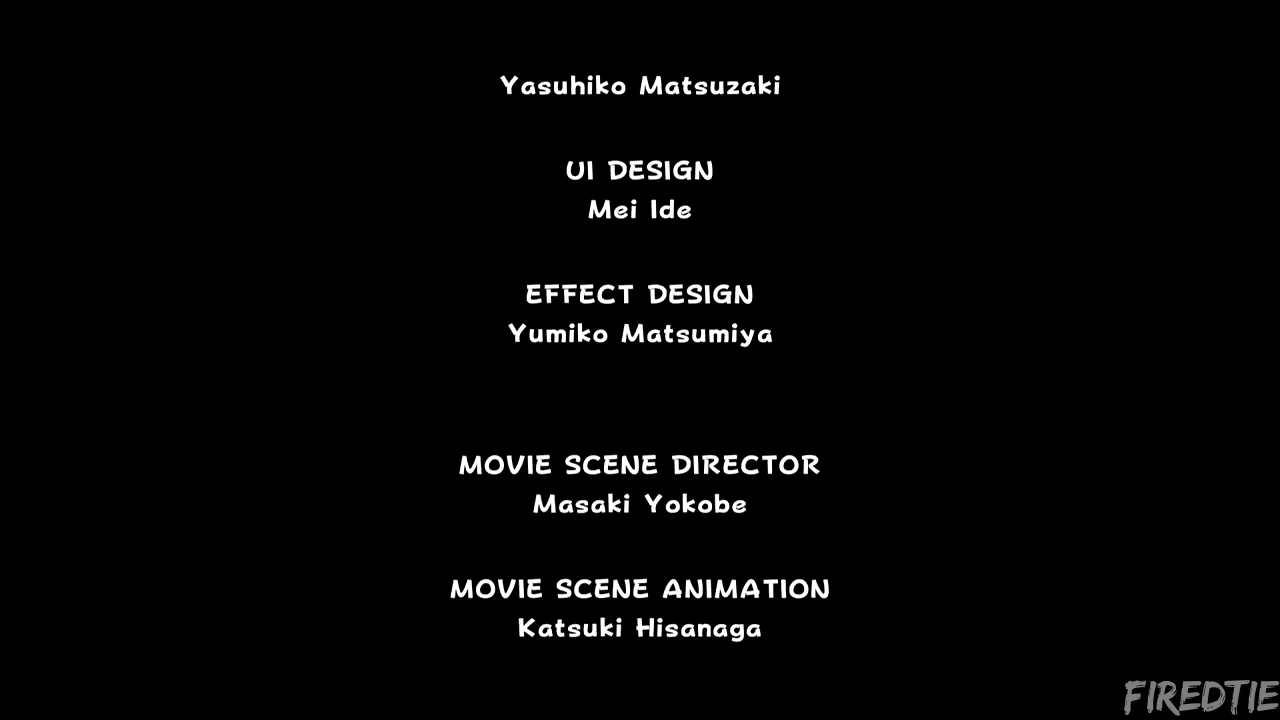 Yasuhiko Matsuzaki
UI DESIGN
Mei Ide
EFFECT DESIGN
Yumiko Matsumiya
MOVIE SCENE DIRECTOR
Masaki Yokobe
MOVIE SCENE ANIMATION
Katsuki Hisanaga
FIREDTIE